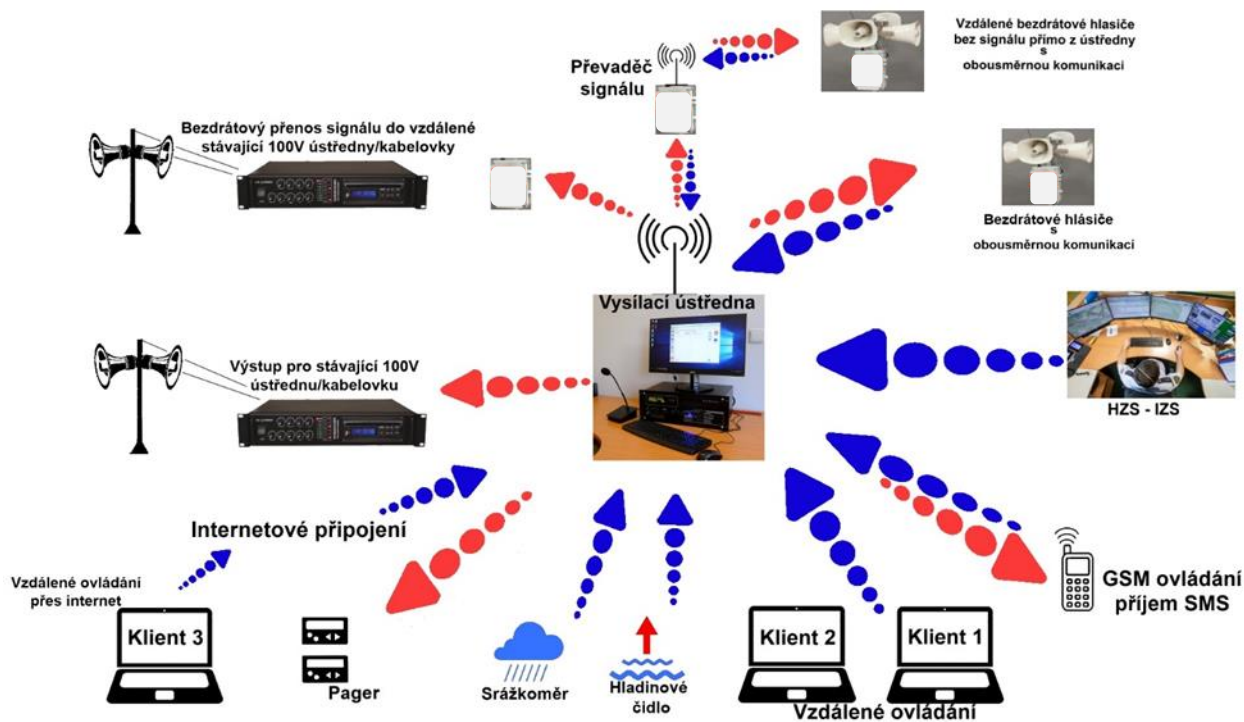 Vzdálené bezdrátové hlasiče
bez signálu přimo z ústředny
s
obousměrnou komunikací
Převaděč
signálu
Bezdrátový přenos signálu do vzdálené
stávající 100V ústředny/kabelovky
Bezdrátové hlásiče
s
obousměrnou komunikací
Vysílací ústředna
Výstup pro stávající 100V
ústřednu/kabelovku
HZS - IZS
Internetové připojení
Vzdálené ovládání
přes internet
GSM ovládání
příjem SMS
Klient 3
Pager
Srážkoměr
Hladinové
čidlo
Klient 2
Klient 1
Vzdálené ovládání